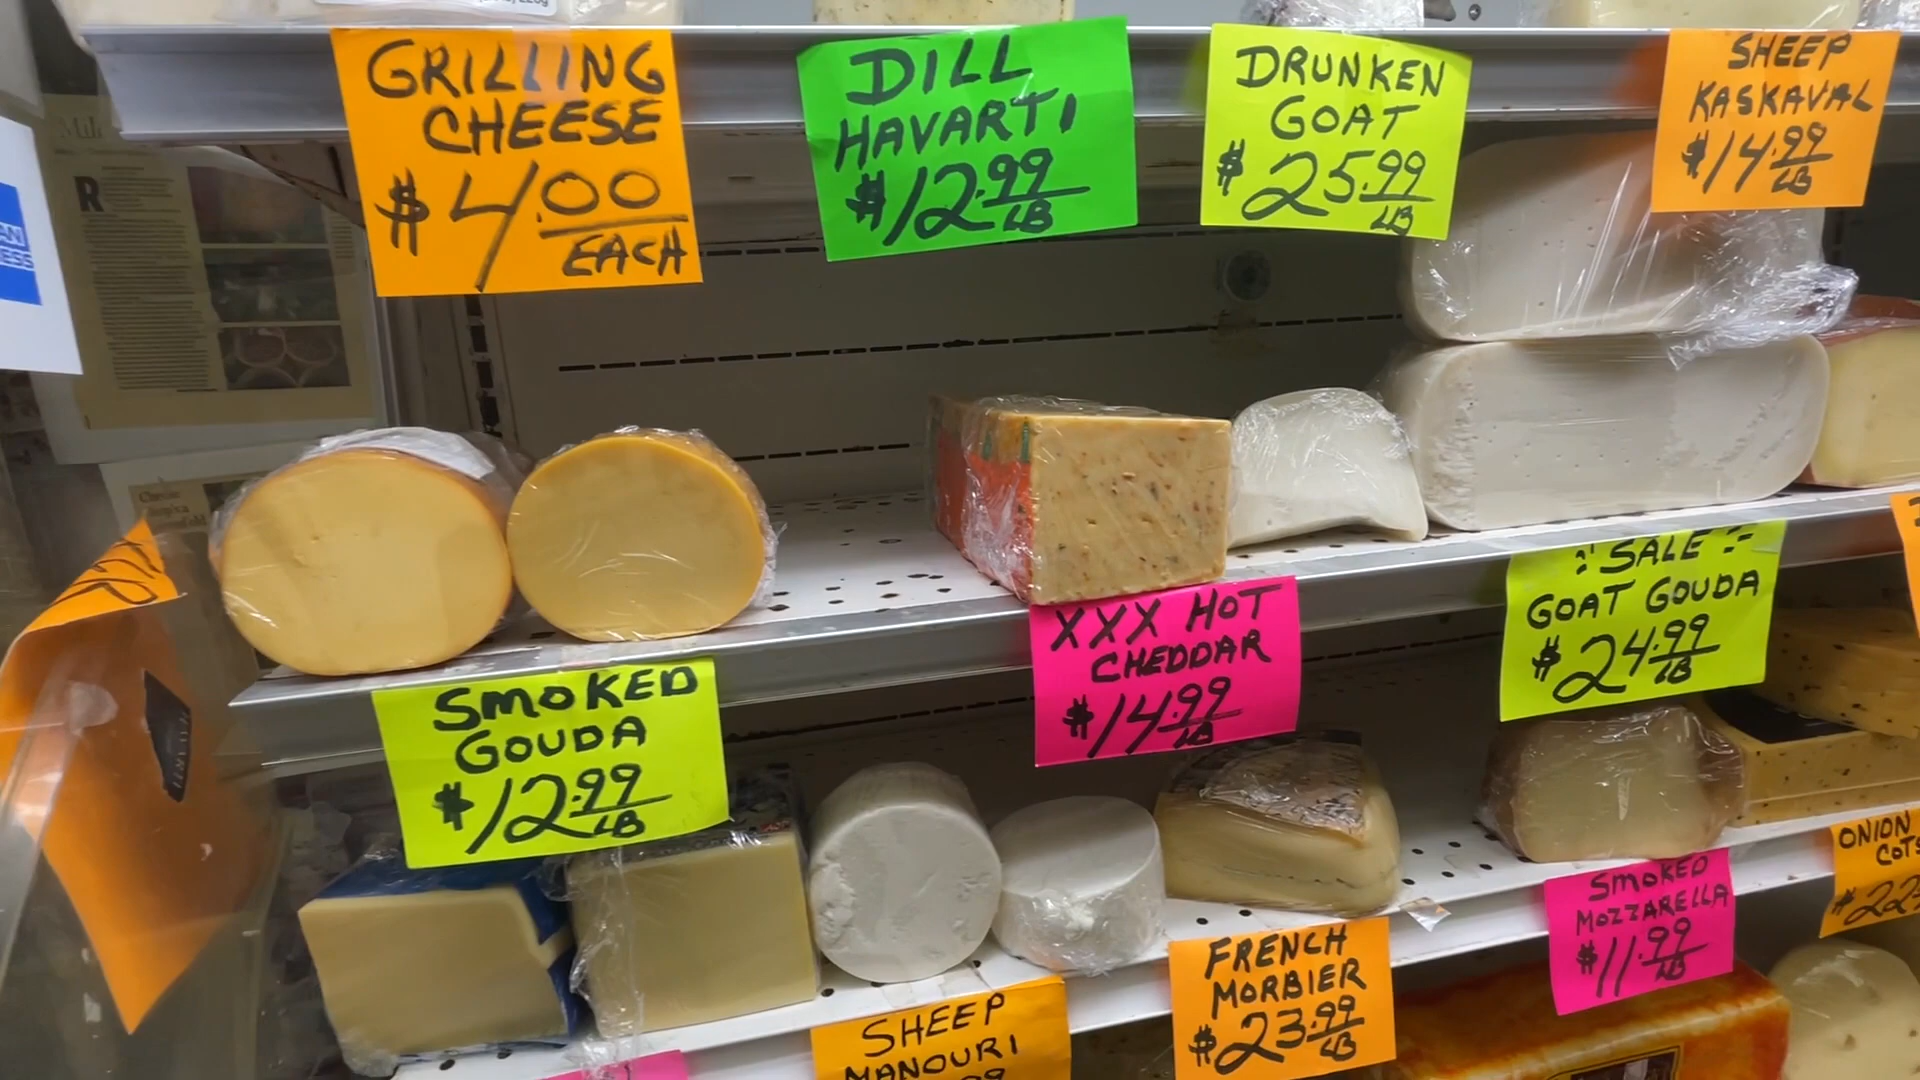 GRILLING
CHEESE
$4.00
EACH
DILL
HAVARTI
$12.99
LB
DRUNKEN
GOAT
$25.99
LB
SHEEP
KASKAVAL
$14.99
LB
SMOKED
GOUDA
$12.99
LB
XXX HOT
CHEDDAR
$14.99
LB
SALE
GOAT GOUDA
$24.99
LB
SHEEP
MANOURI
FRENCH
MORBIER
$23.99
LB
SMOKED
MOZZARELLA
$11.99
LB
ONION